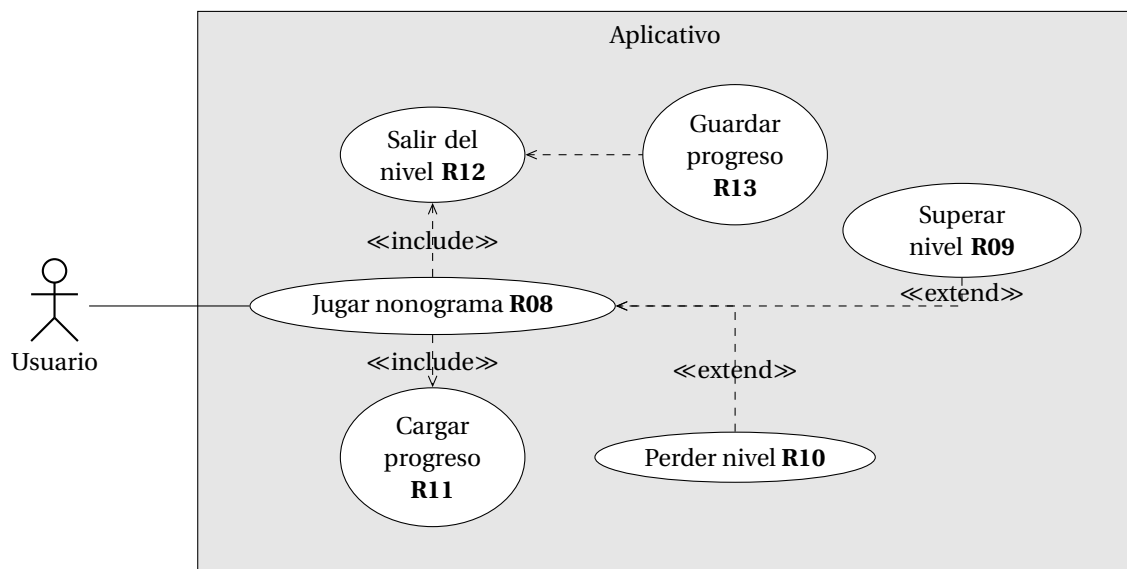 Aplicativo
Salir del
nivel R12
Guardar
progreso
R13
Superar
nivel R09
≪include≫
≪extend≫
Jugar nonograma R08
Usuario
≪include≫
≪extend≫
Cargar
progreso
R11
Perder nivel R10